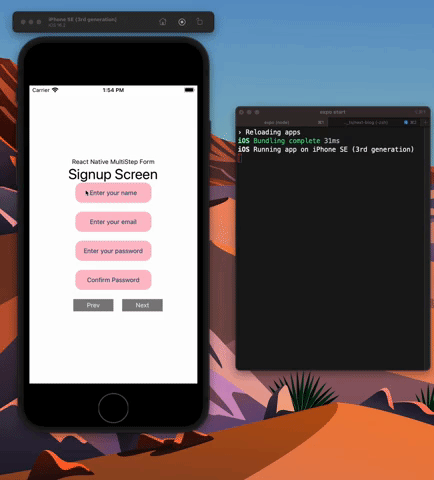 iPhone SE (3rd generation)
iOS 16.2
Carrier
1:54 PM
React Native MultiStep Form
Signup Screen
Enter your name
Enter your email
Enter your password
Confirm Password
Prev
Next
expo start
expo (node)
› Reloading apps
iOS Bundling complete 31ms
iOS Running app on iPhone SE (3rd generation)